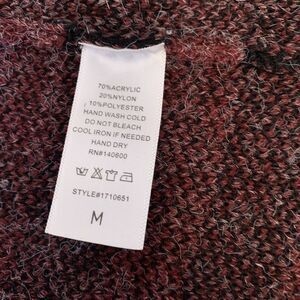 70%ACRYLIC
20%NYLON
10%POLYESTER
HAND WASH COLD
DO NOT BLEACH
COOL IRON IF NEEDED
HAND DRY
RN#140600
STYLE#1710651
M